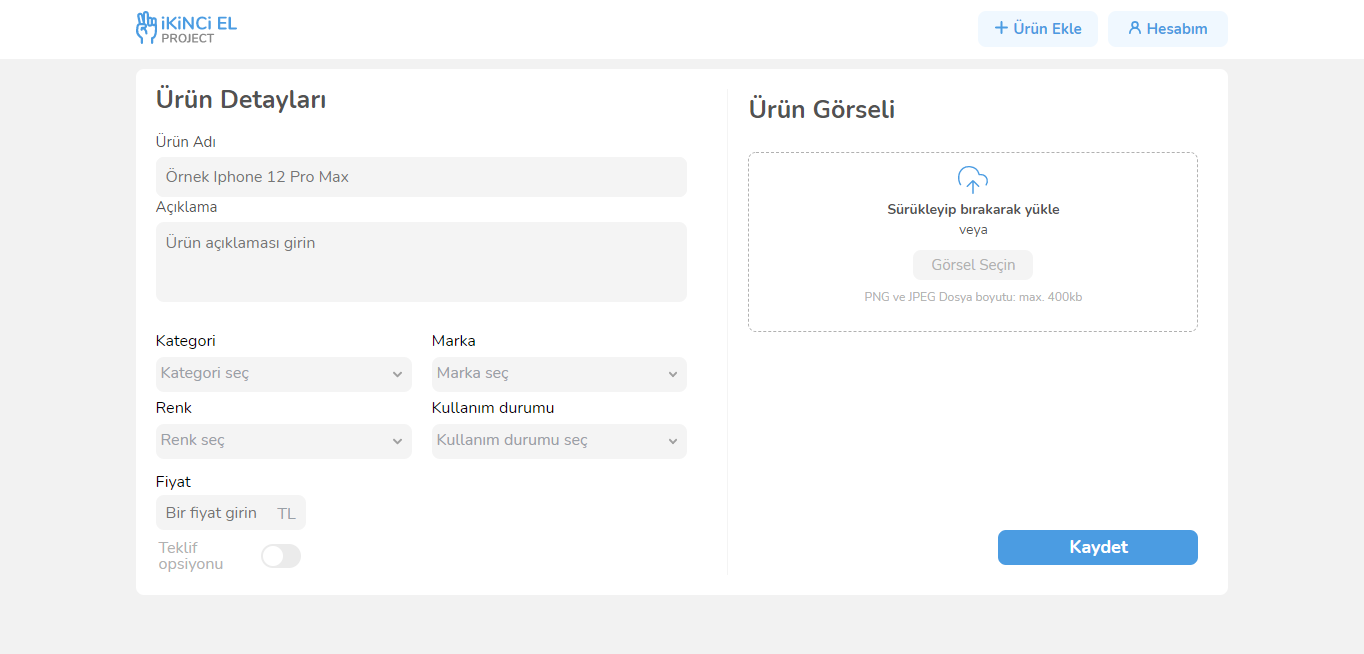 iKiNCi EL
PROJECT
Ürün Ekle
Hesabım
Ürün Detayları
Ürün Adı
Örnek Iphone 12 Pro Max
Açıklama
Ürün açıklaması girin
Kategori
Marka
Kategori seç
Marka seç
Renk
Kullanım durumu
Renk seç
Kullanım durumu seç
Fiyat
Bir fiyat girin TL
Teklif
opsiyonu
Ürün Görseli
Sürükleyip bırakarak yükle
veya
Görsel Seçin
PNG ve JPEG Dosya boyutu: max. 400kb
Kaydet